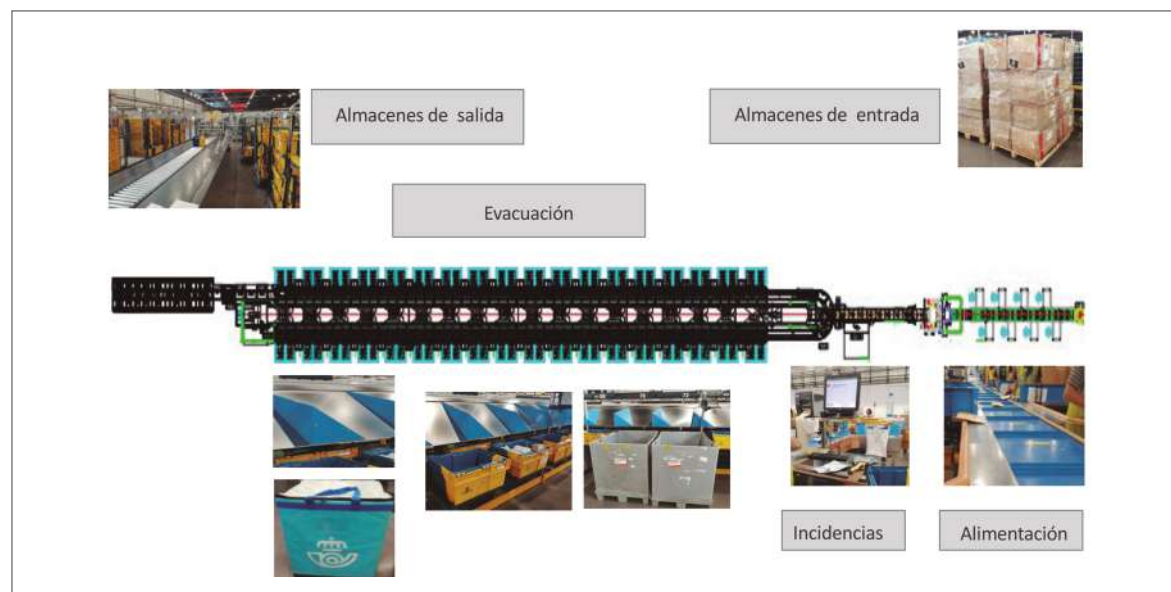 Almacenes de salida
Almacenes de entrada
Evacuación
Incidencias
Alimentación